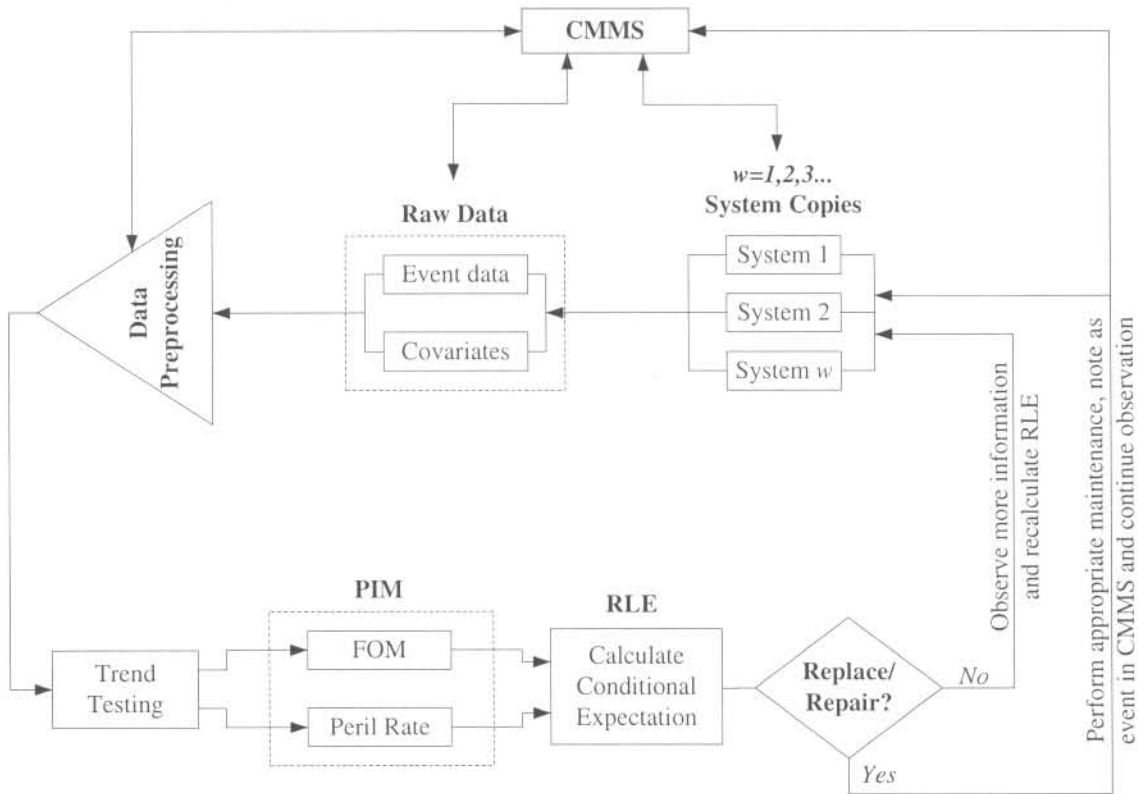 CMMS
w=1,2,3...
System Copies
Raw Data
Event data
Covariates
System 1
System 2
System w
Data
Preprocessing
Observe more information
and recalculate RLE
Perform appropriate maintenance, note as
event in CMMS and continue observation
PIM
RLE
Trend
Testing
FOM
Peril Rate
Calculate
Conditional
Expectation
Replace/
Repair?
No
Yes